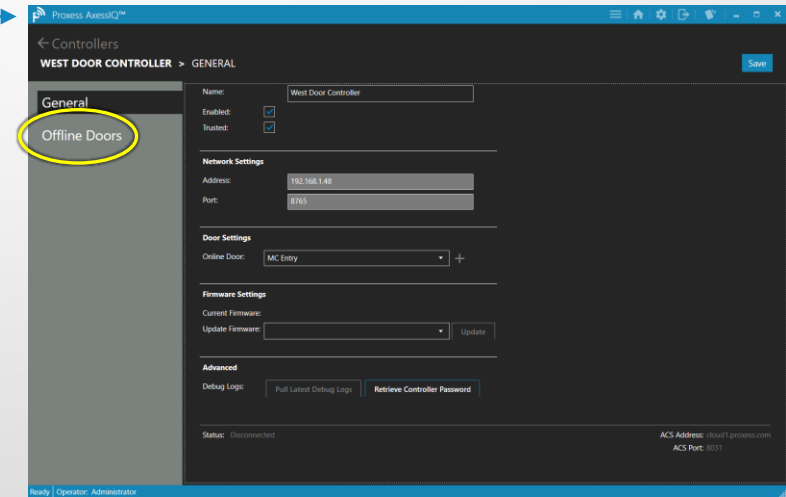 Proxess AxessIQ™
Controllers
WEST DOOR CONTROLLER > GENERAL
Save
General
Offline Doors
Name: West Door Controller
Enabled:
Trusted:
Network Settings
Address: 192.168.1.48
Port: 8765
Door Settings
Online Door: MC Entry
Firmware Settings
Current Firmware:
Update Firmware: Update
Advanced
Debug Logs: Pull Latest Debug Logs Retrieve Controller Password
Status: Disconnected ACS Address: cloud1.proxess.com
ACS Port: 8031
Ready Operator: Administrator